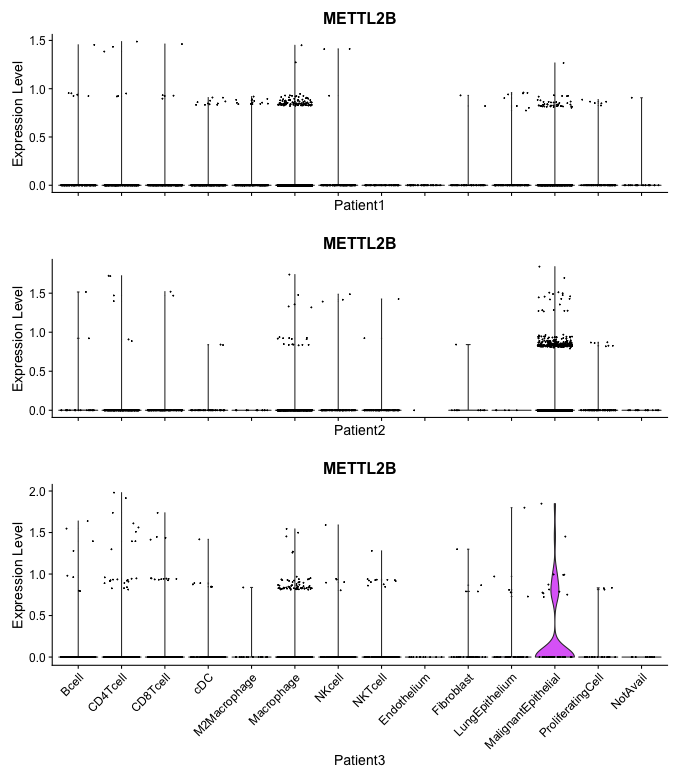 METTL2B
Expression Level
1.5
1.0
0.5
0.0
Patient1
METTL2B
Expression Level
1.5
1.0
0.5
0.0
Patient2
METTL2B
Expression Level
2.0
1.5
1.0
0.5
0.0
Bcell
CD4Tcell
CD8Tcell
cDC
M2Macrophage
Macrophage
NKcell
NKTcell
Endothelium
Fibroblast
LungEpithelium
MalignantEpithelial
ProliferatingCell
NotAvail
Patient3